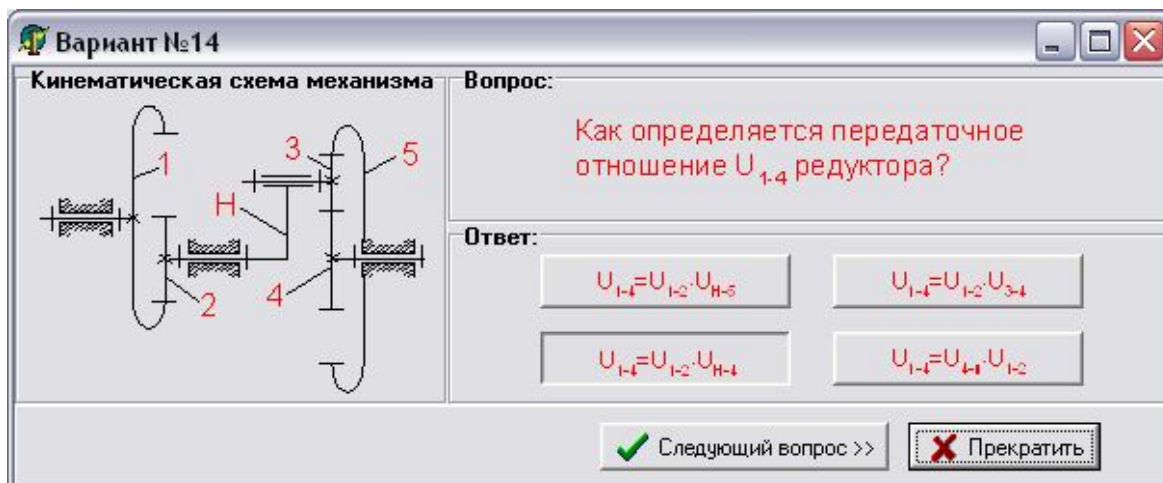 Вариант №14
Кинематическая схема механизма
1
2
H
3
4
5
Вопрос:
Как определяется передаточное
отношение U1-4 редуктора?
Ответ:
U1-4=U1-2·UH-5
U1-4=U1-2·U3-4
U1-4=U1-2·UH-4
U1-4=U4-H·U1-2
Следующий вопрос >>
Прекратить